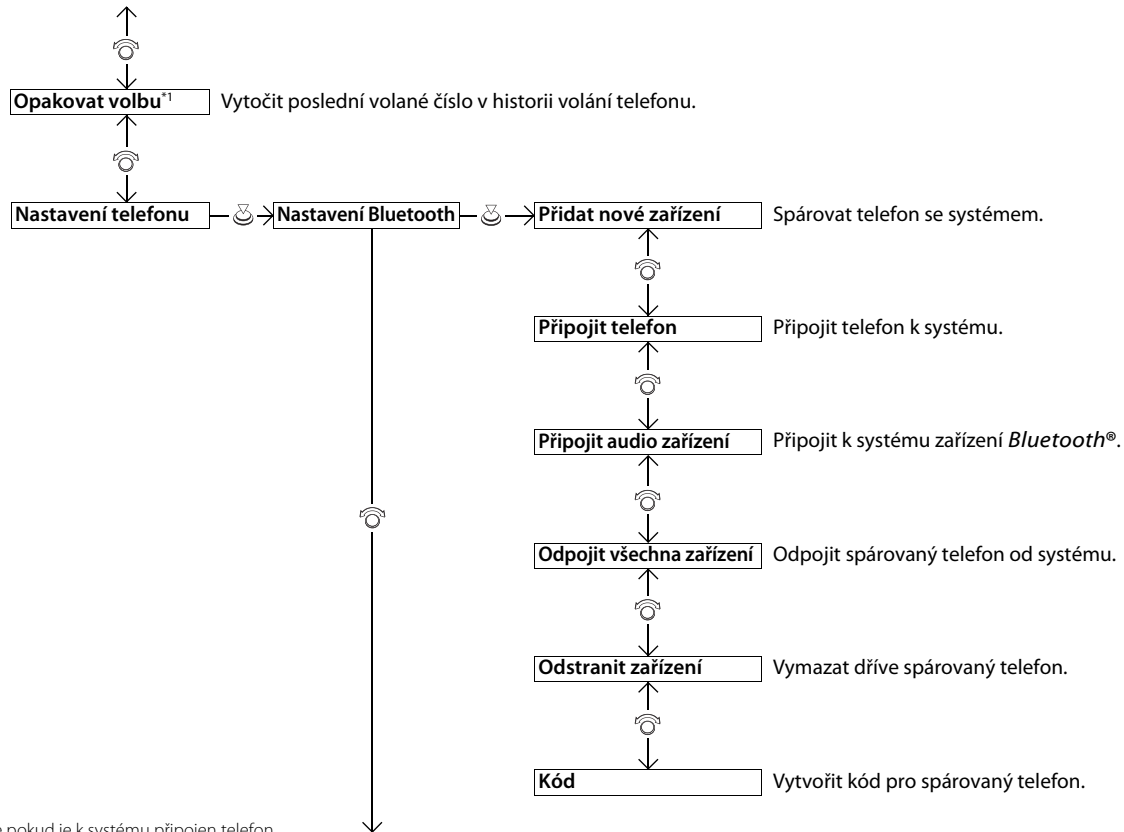 Opakovat volbu*1 Vytočit poslední volané číslo v historii volání telefonu.
Nastavení telefonu Nastavení Bluetooth Přidat nové zařízení Spárovat telefon se systémem.
Připojit telefon Připojit telefon k systému.
Připojit audio zařízení Připojit k systému zařízení Bluetooth®.
Odpojit všechna zařízení Odpojit spárovaný telefon od systému.
Odstranit zařízení Vymazat dříve spárovaný telefon.
Kód Vytvořit kód pro spárovaný telefon.
pokud je k systému připojen telefon